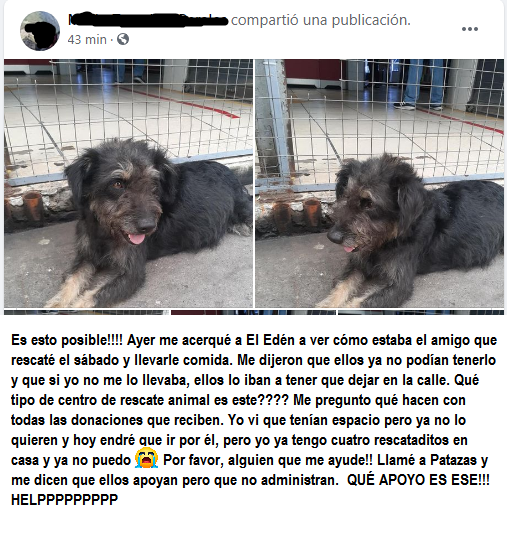 compartió una publicación.
43 min ·
Es esto posible!!!! Ayer me acerqué a El Edén a ver cómo estaba el amigo que
rescaté el sábado y llevarle comida. Me dijeron que ellos ya no podían tenerlo
y que si yo no me lo llevaba, ellos lo iban a tener que dejar en la calle. Qué
tipo de centro de rescate animal es este???? Me pregunto qué hacen con
todas las donaciones que reciben. Yo vi que tenían espacio pero ya no lo
quieren y hoy endré que ir por él, pero yo ya tengo cuatro rescataditos en
casa y ya no puedo 😭 Por favor, alguien que me ayude!! Llamé a Patazas y
me dicen que ellos apoyan pero que no administran. QUÉ APOYO ES ESE!!!
HELPPPPPPPPP